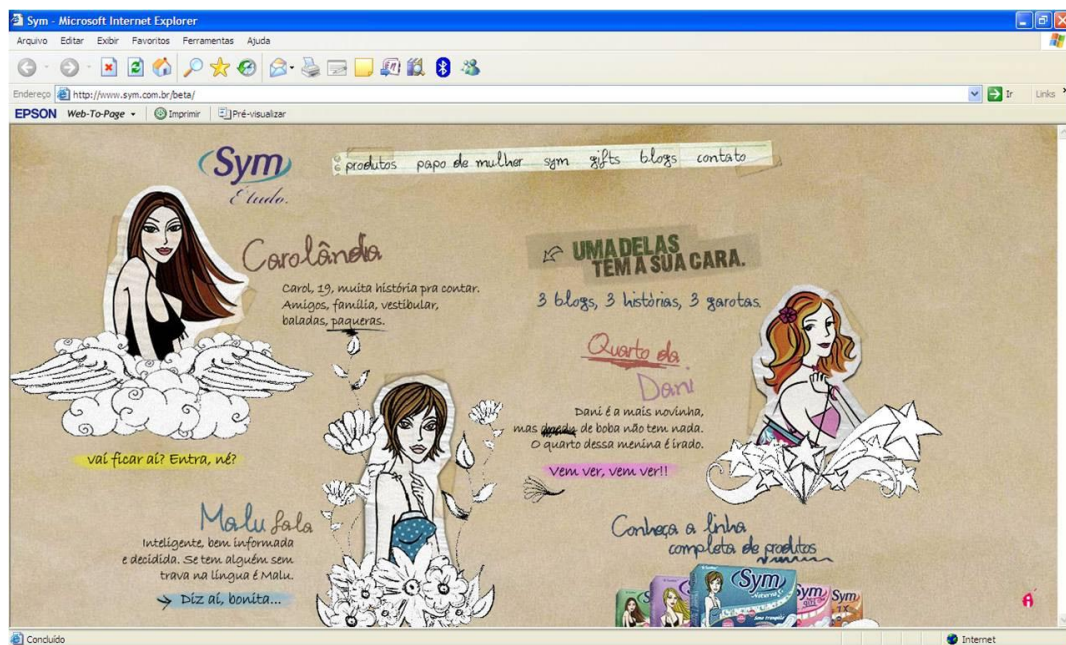 Sym - Microsoft Internet Explorer
Arquivo Editar Exibir Favoritos Ferramentas Ajuda
Endereço http://www.sym.com.br/beta/ Ir Links
EPSON Web-To-Page Imprimir Pré-visualizar
Sym
É tudo.
produtos papo de mulher sym gifts blogs contato
Carolândia
Carol, 19, muita história pra contar.
Amigos, família, vestibular,
baladas, paqueras.
vai ficar aí? Entra, né?
UMA DELAS
TEM A SUA CARA.
3 blogs, 3 histórias, 3 garotas
Quarto da
Dani
Dani é a mais novinha,
mas de boba não tem nada.
O quarto dessa menina é irado.
Vem ver, vem ver!!
Malu fala
Inteligente, bem informada
e decidida. Se tem alguém sem
trava na língua é Malu.
Diz aí, bonita...
Conheça a linha
completa de produtos
Sym
Noturno
Sym
Sym
Concluído
Internet